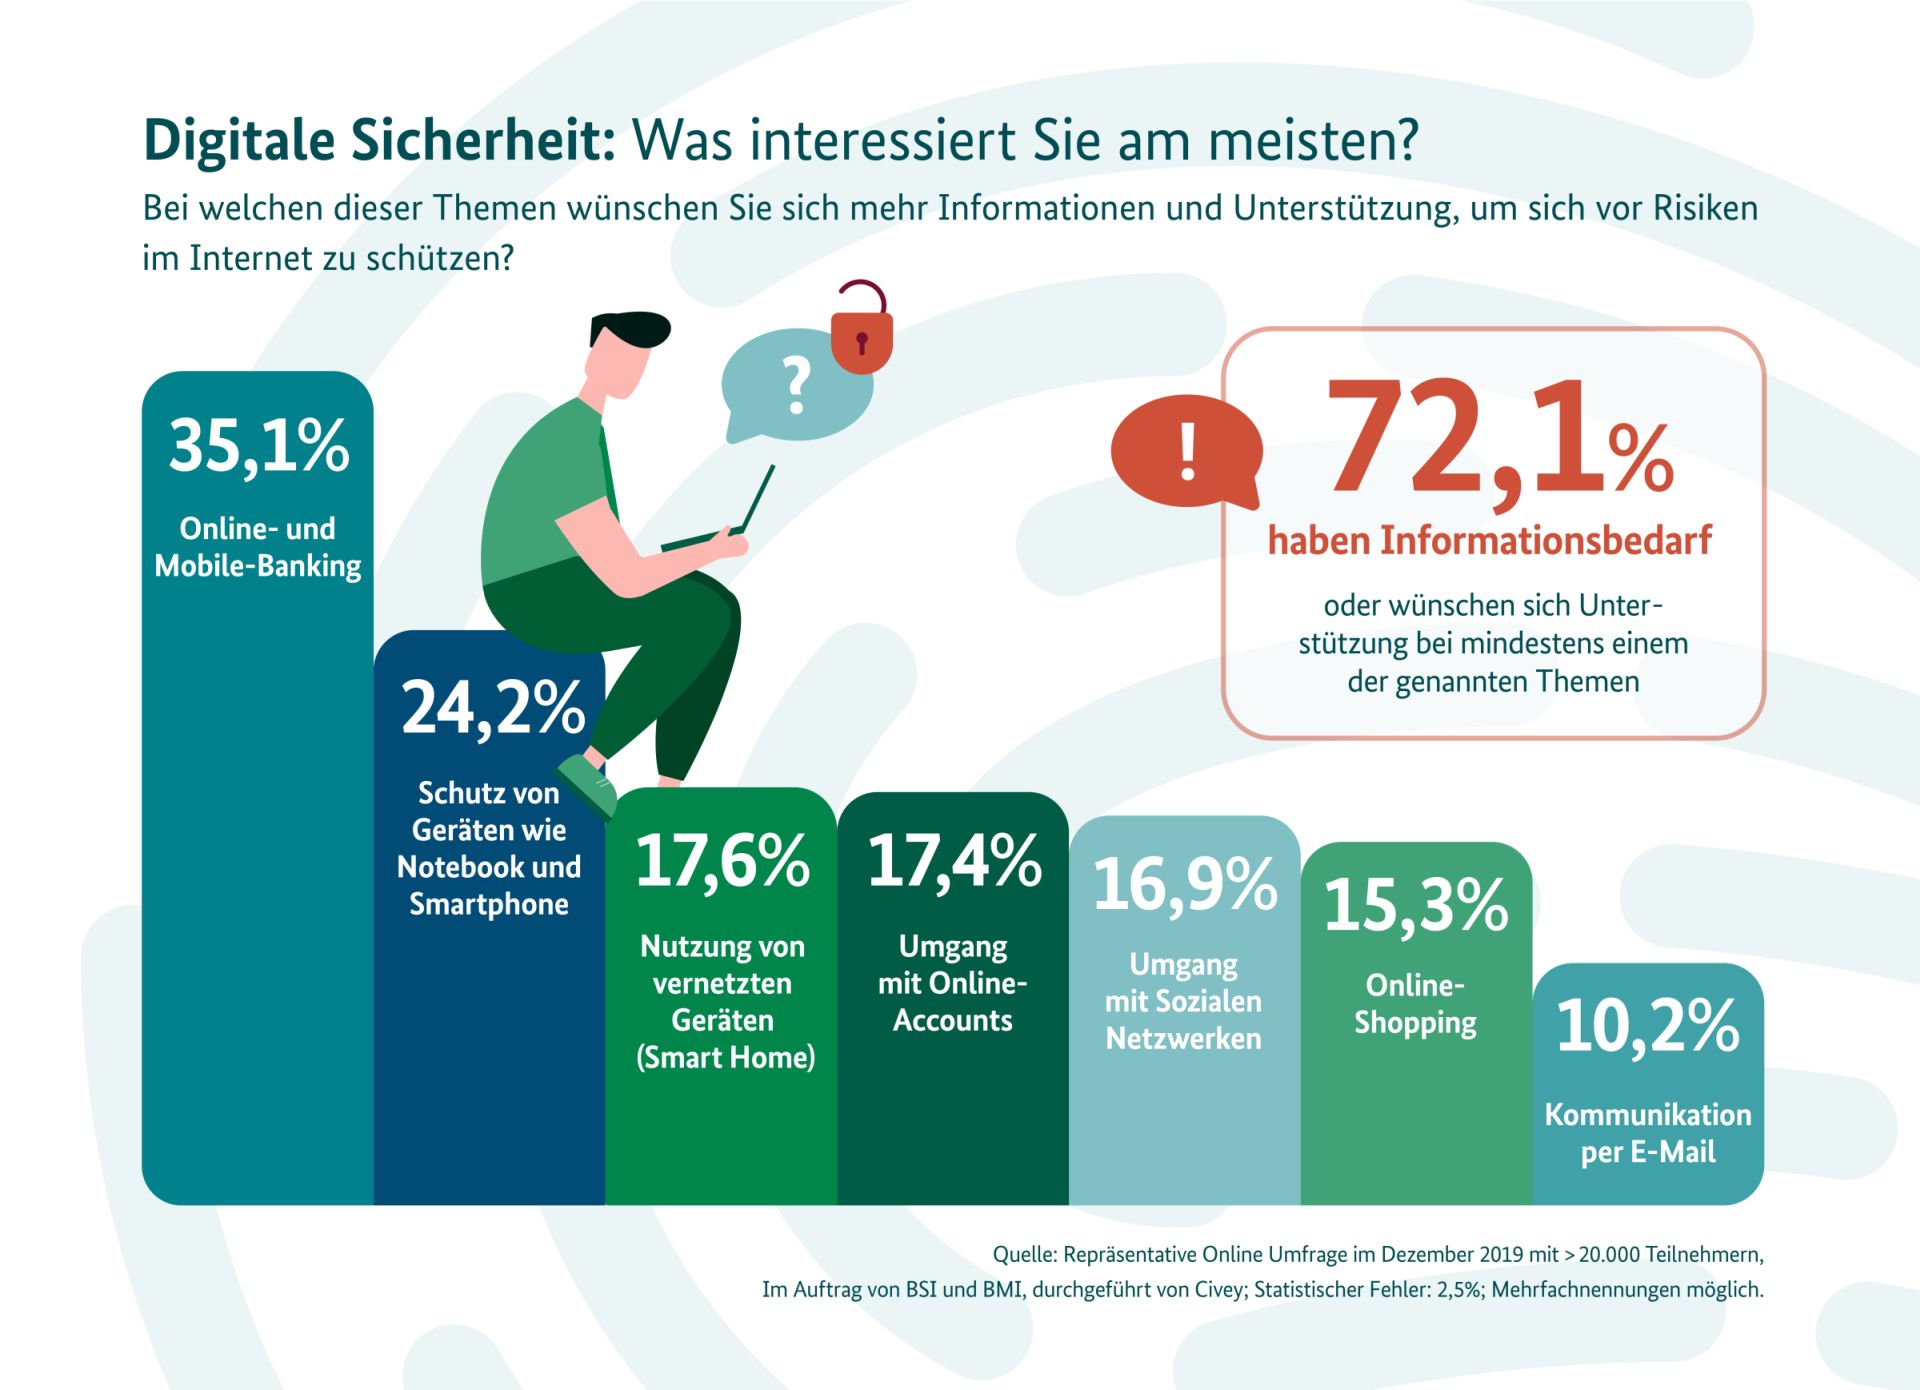 Digitale Sicherheit: Was interessiert Sie am meisten?
Bei welchen dieser Themen wünschen Sie sich mehr Informationen und Unterstützung, um sich vor Risiken
im Internet zu schützen?
?
!
72,1%
haben Informationsbedarf
oder wünschen sich Unter-
stützung bei mindestens einem
der genannten Themen
35,1%
Online- und
Mobile-Banking
24,2%
Schutz von
Geräten wie
Notebook und
Smartphone
17,6%
Nutzung von
vernetzten
Geräten
(Smart Home)
17,4%
Umgang
mit Online-
Accounts
16,9%
Umgang
mit Sozialen
Netzwerken
15,3%
Online-
Shopping
10,2%
Kommunikation
per E-Mail
Quelle: Repräsentative Online Umfrage im Dezember 2019 mit > 20.000 Teilnehmern,
Im Auftrag von BSI und BMI, durchgeführt von Civey; Statistischer Fehler: 2,5%; Mehrfachnennungen möglich.